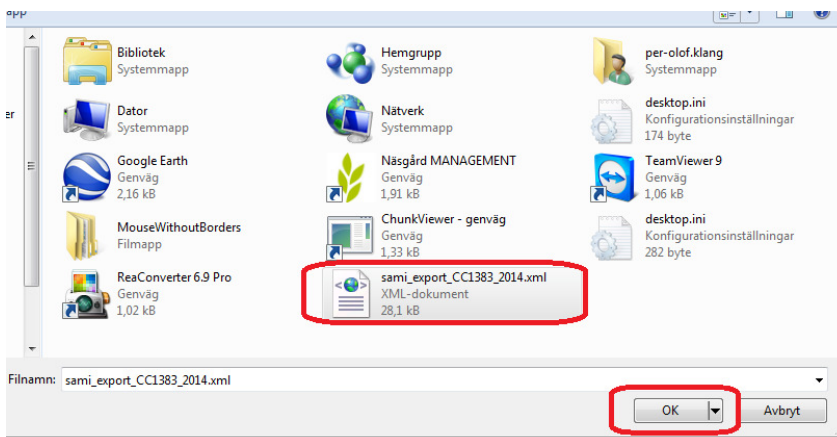 app
Bibliotek
Systemmapp
Hemgrupp
Systemmapp
per-olof.klang
Systemmapp
er
Dator
Systemmapp
Nätverk
Systemmapp
desktop.ini
Konfigurationsinställningar
174 byte
Google Earth
Genväg
2,16 kB
Näsgård MANAGEMENT
Genväg
1,91 kB
TeamViewer 9
Genväg
1,06 kB
MouseWithoutBorders
Filmapp
ChunkViewer - genväg
Genväg
1,33 kB
desktop.ini
Konfigurationsinställningar
282 byte
ReaConverter 6.9 Pro
Genväg
1,02 kB
sami_export_CC1383_2014.xml
XML-dokument
28,1 kB
Filnamn: sami_export_CC1383_2014.xml
OK Avbryt